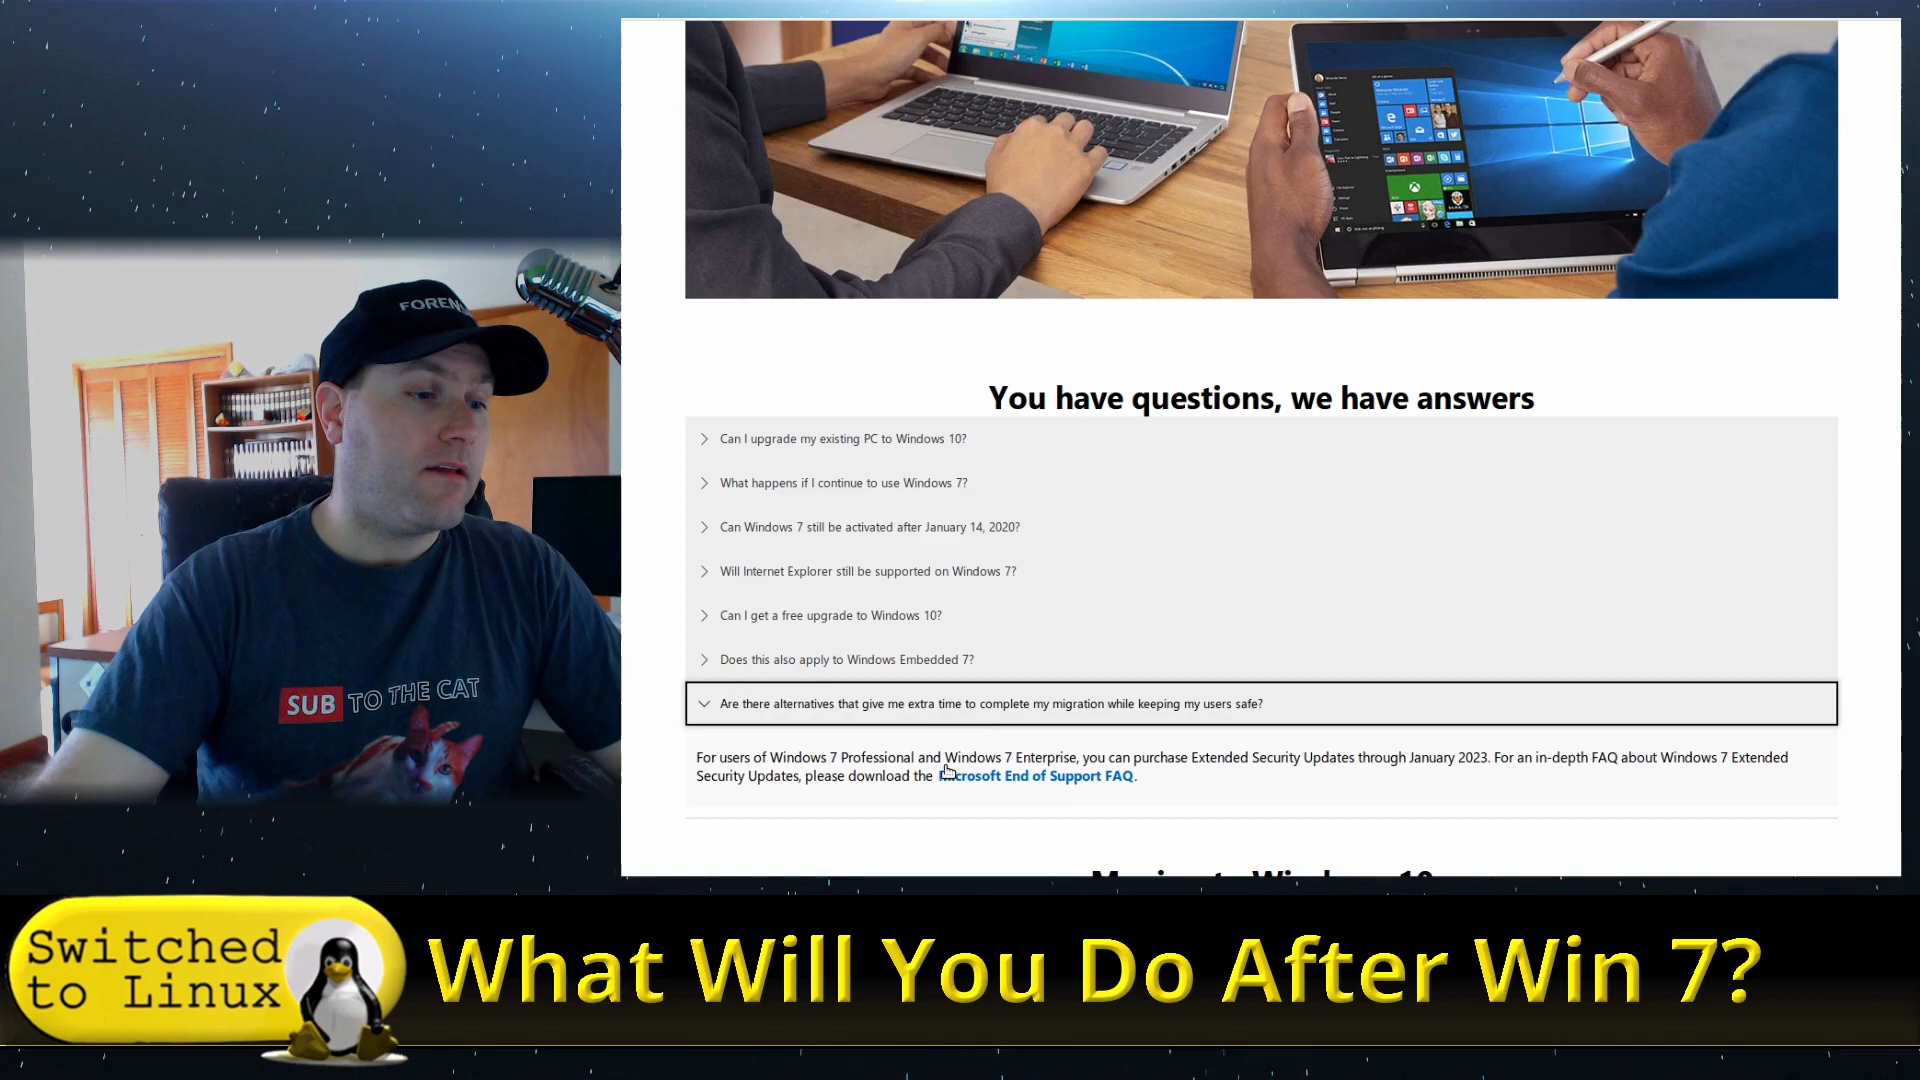 FOREN
SUB TO THE CAT
You have questions, we have answers
Can I upgrade my existing PC to Windows 10?
What happens if I continue to use Windows 7?
Can Windows 7 still be activated after January 14, 2020?
Will Internet Explorer still be supported on Windows 7?
Can I get a free upgrade to Windows 10?
Does this also apply to Windows Embedded 7?
Are there alternatives that give me extra time to complete my migration while keeping my users safe?
For users of Windows 7 Professional and Windows 7 Enterprise, you can purchase Extended Security Updates through January 2023. For an in-depth FAQ about Windows 7 Extended
Security Updates, please download the Microsoft End of Support FAQ.
Switched
to Linux
What Will You Do After Win 7?